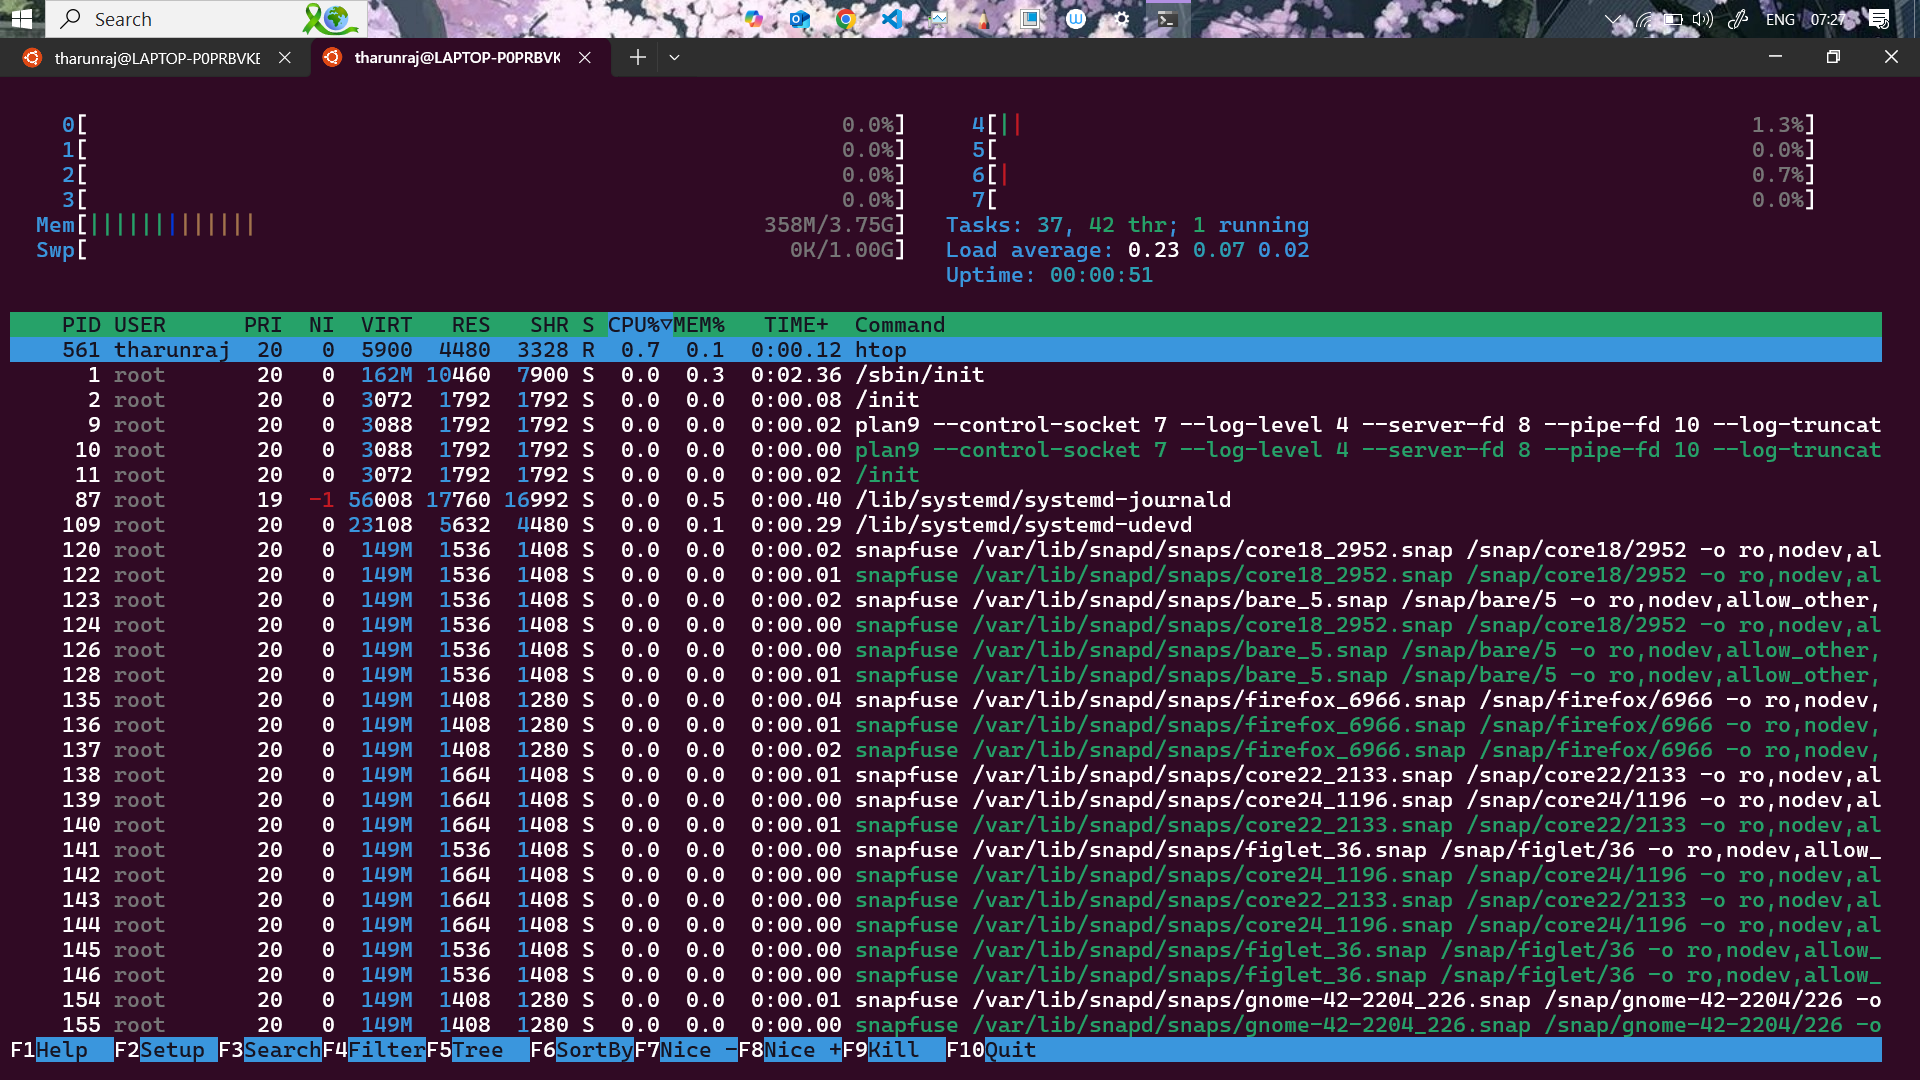 Search
ENG 07:27
tharunraj@LAPTOP-P0PRBVKE
tharunraj@LAPTOP-P0PRBVK
0[ 0.0%] 4[|| 1.3%]
1[ 0.0%] 5[ 0.0%]
2[ 0.0%] 6[| 0.7%]
3[ 0.0%] 7[ 0.0%]
Mem[||||||||||||| 358M/3.75G] Tasks: 37, 42 thr; 1 running
Swp[ 0K/1.00G] Load average: 0.23 0.07 0.02
Uptime: 00:00:51
PID USER PRI NI VIRT RES SHR S CPU%▽MEM% TIME+ Command
561 tharunraj 20 0 5900 4480 3328 R 0.7 0.1 0:00.12 htop
1 root 20 0 162M 10460 7900 S 0.0 0.3 0:02.36 /sbin/init
2 root 20 0 3072 1792 1792 S 0.0 0.0 0:00.08 /init
9 root 20 0 3088 1792 1792 S 0.0 0.0 0:00.02 plan9 --control-socket 7 --log-level 4 --server-fd 8 --pipe-fd 10 --log-truncat
10 root 20 0 3088 1792 1792 S 0.0 0.0 0:00.00 plan9 --control-socket 7 --log-level 4 --server-fd 8 --pipe-fd 10 --log-truncat
11 root 20 0 3072 1792 1792 S 0.0 0.0 0:00.02 /init
87 root 19 -1 56008 17760 16992 S 0.0 0.5 0:00.40 /lib/systemd/systemd-journald
109 root 20 0 23108 5632 4480 S 0.0 0.1 0:00.29 /lib/systemd/systemd-udevd
120 root 20 0 149M 1536 1408 S 0.0 0.0 0:00.02 snapfuse /var/lib/snapd/snaps/core18_2952.snap /snap/core18/2952 -o ro,nodev,al
122 root 20 0 149M 1536 1408 S 0.0 0.0 0:00.01 snapfuse /var/lib/snapd/snaps/core18_2952.snap /snap/core18/2952 -o ro,nodev,al
123 root 20 0 149M 1536 1408 S 0.0 0.0 0:00.02 snapfuse /var/lib/snapd/snaps/bare_5.snap /snap/bare/5 -o ro,nodev,allow_other,
124 root 20 0 149M 1536 1408 S 0.0 0.0 0:00.00 snapfuse /var/lib/snapd/snaps/core18_2952.snap /snap/core18/2952 -o ro,nodev,al
126 root 20 0 149M 1536 1408 S 0.0 0.0 0:00.00 snapfuse /var/lib/snapd/snaps/bare_5.snap /snap/bare/5 -o ro,nodev,allow_other,
128 root 20 0 149M 1536 1408 S 0.0 0.0 0:00.01 snapfuse /var/lib/snapd/snaps/bare_5.snap /snap/bare/5 -o ro,nodev,allow_other,
135 root 20 0 149M 1408 1280 S 0.0 0.0 0:00.04 snapfuse /var/lib/snapd/snaps/firefox_6966.snap /snap/firefox/6966 -o ro,nodev,
136 root 20 0 149M 1408 1280 S 0.0 0.0 0:00.01 snapfuse /var/lib/snapd/snaps/firefox_6966.snap /snap/firefox/6966 -o ro,nodev,
137 root 20 0 149M 1408 1280 S 0.0 0.0 0:00.02 snapfuse /var/lib/snapd/snaps/firefox_6966.snap /snap/firefox/6966 -o ro,nodev,
138 root 20 0 149M 1664 1408 S 0.0 0.0 0:00.01 snapfuse /var/lib/snapd/snaps/core22_2133.snap /snap/core22/2133 -o ro,nodev,al
139 root 20 0 149M 1664 1408 S 0.0 0.0 0:00.00 snapfuse /var/lib/snapd/snaps/core24_1196.snap /snap/core24/1196 -o ro,nodev,al
140 root 20 0 149M 1664 1408 S 0.0 0.0 0:00.01 snapfuse /var/lib/snapd/snaps/core22_2133.snap /snap/core22/2133 -o ro,nodev,al
141 root 20 0 149M 1536 1408 S 0.0 0.0 0:00.01 snapfuse /var/lib/snapd/snaps/figlet_36.snap /snap/figlet/36 -o ro,nodev,allow_
142 root 20 0 149M 1664 1408 S 0.0 0.0 0:00.00 snapfuse /var/lib/snapd/snaps/core24_1196.snap /snap/core24/1196 -o ro,nodev,al
143 root 20 0 149M 1664 1408 S 0.0 0.0 0:00.00 snapfuse /var/lib/snapd/snaps/core22_2133.snap /snap/core22/2133 -o ro,nodev,al
144 root 20 0 149M 1664 1408 S 0.0 0.0 0:00.00 snapfuse /var/lib/snapd/snaps/core24_1196.snap /snap/core24/1196 -o ro,nodev,al
145 root 20 0 149M 1536 1408 S 0.0 0.0 0:00.00 snapfuse /var/lib/snapd/snaps/figlet_36.snap /snap/figlet/36 -o ro,nodev,allow_
146 root 20 0 149M 1536 1408 S 0.0 0.0 0:00.00 snapfuse /var/lib/snapd/snaps/figlet_36.snap /snap/figlet/36 -o ro,nodev,allow_
154 root 20 0 149M 1408 1280 S 0.0 0.0 0:00.01 snapfuse /var/lib/snapd/snaps/gnome-42-2204_226.snap /snap/gnome-42-2204/226 -o
155 root 20 0 149M 1408 1280 S 0.0 0.0 0:00.00 snapfuse /var/lib/snapd/snaps/gnome-42-2204_226.snap /snap/gnome-42-2204/226 -o
F1Help F2Setup F3SearchF4FilterF5Tree F6SortByF7Nice -F8Nice +F9Kill F10Quit